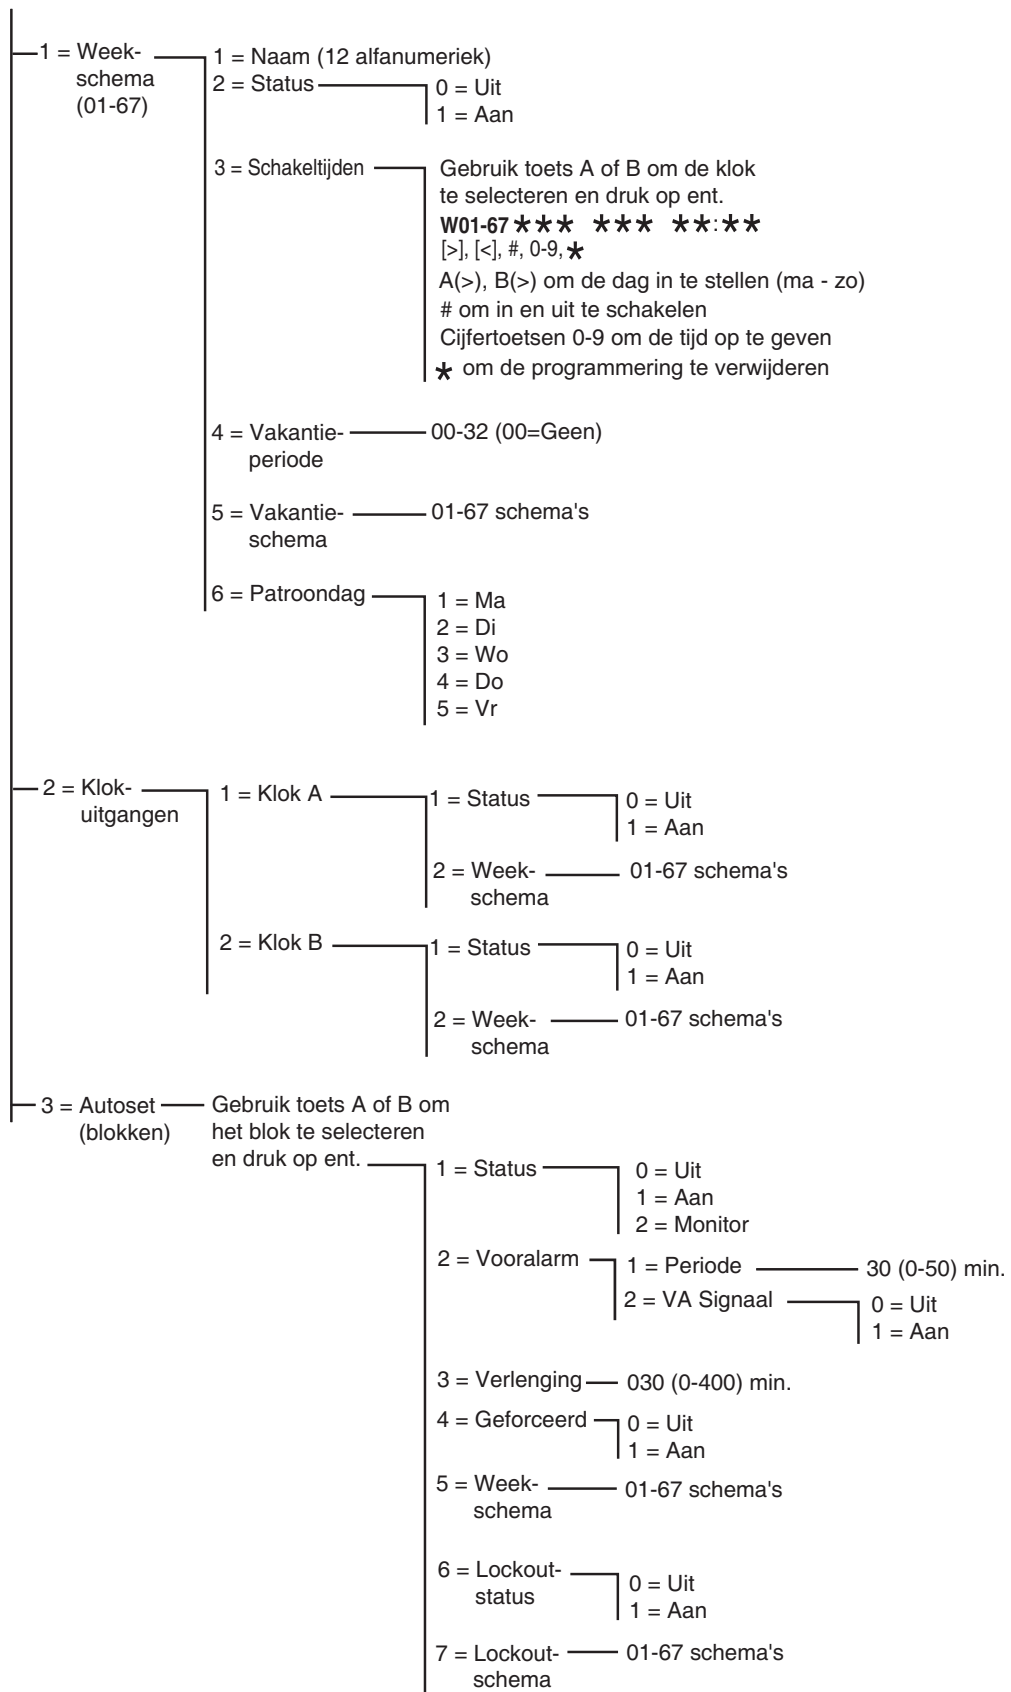 1 = Week-
schema
(01-67)
1 = Naam (12 alfanumeriek)
2 = Status
0 = Uit
1 = Aan
3 = Schakeltijden
Gebruik toets A of B om de klok
te selecteren en druk op ent.
W01-67 *** *** **:**
[>], [<], #, 0-9, *
A(>), B(>) om de dag in te stellen (ma - zo)
# om in en uit te schakelen
Cijfertoetsen 0-9 om de tijd op te geven
* om de programmering te verwijderen
4 = Vakantie-
periode
00-32 (00=Geen)
5 = Vakantie-
schema
01-67 schema's
6 = Patroondag
1 = Ma
2 = Di
3 = Wo
4 = Do
5 = Vr
2 = Klok-
uitgangen
1 = Klok A
1 = Status
0 = Uit
1 = Aan
2 = Week-
schema
01-67 schema's
2 = Klok B
1 = Status
0 = Uit
1 = Aan
2 = Week-
schema
01-67 schema's
3 = Autoset
(blokken)
Gebruik toets A of B om
het blok te selecteren
en druk op ent.
1 = Status
0 = Uit
1 = Aan
2 = Monitor
2 = Vooralarm
1 = Periode
30 (0-50) min.
2 = VA Signaal
0 = Uit
1 = Aan
3 = Verlenging
030 (0-400) min.
4 = Geforceerd
0 = Uit
1 = Aan
5 = Week-
schema
01-67 schema's
6 = Lockout-
status
0 = Uit
1 = Aan
7 = Lockout-
schema
01-67 schema's